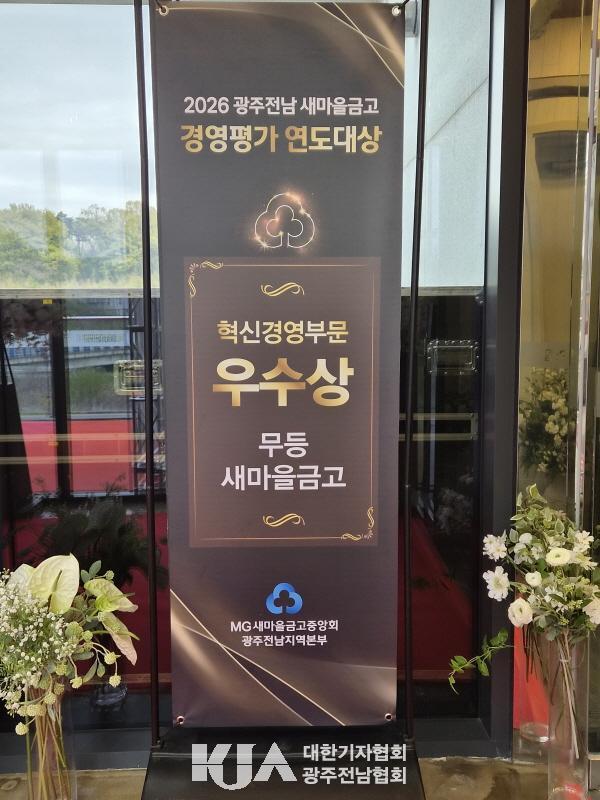 2026 광주전남 새마을금고
경영평가 연도대상
혁신경영부문
우수상
무등
새마을금고
MG새마을금고중앙회
광주전남지역본부
KJA 대한기자협회
광주전남협회